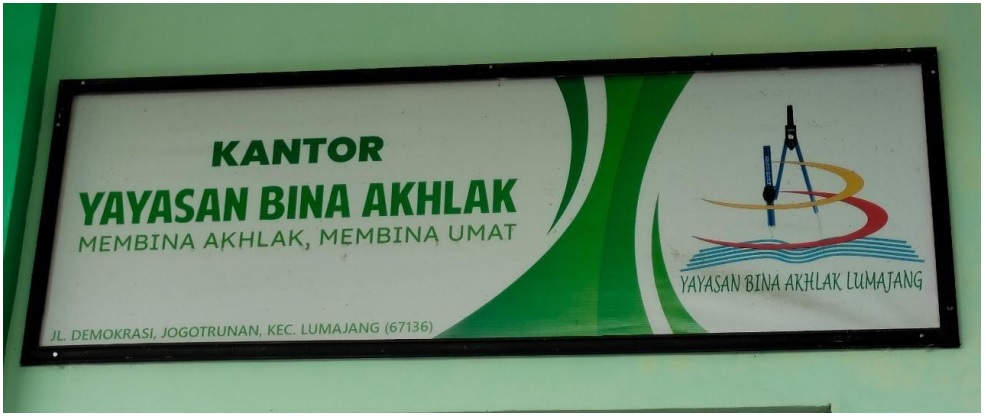 KANTOR
YAYASAN BINA AKHLAK
MEMBINA AKHLAK, MEMBINA UMAT
JL. DEMOKRASI, JOGOTRUNAN, KEC. LUMAJANG (67136)
YAYASAN BINA AKHLAK LUMAJANG